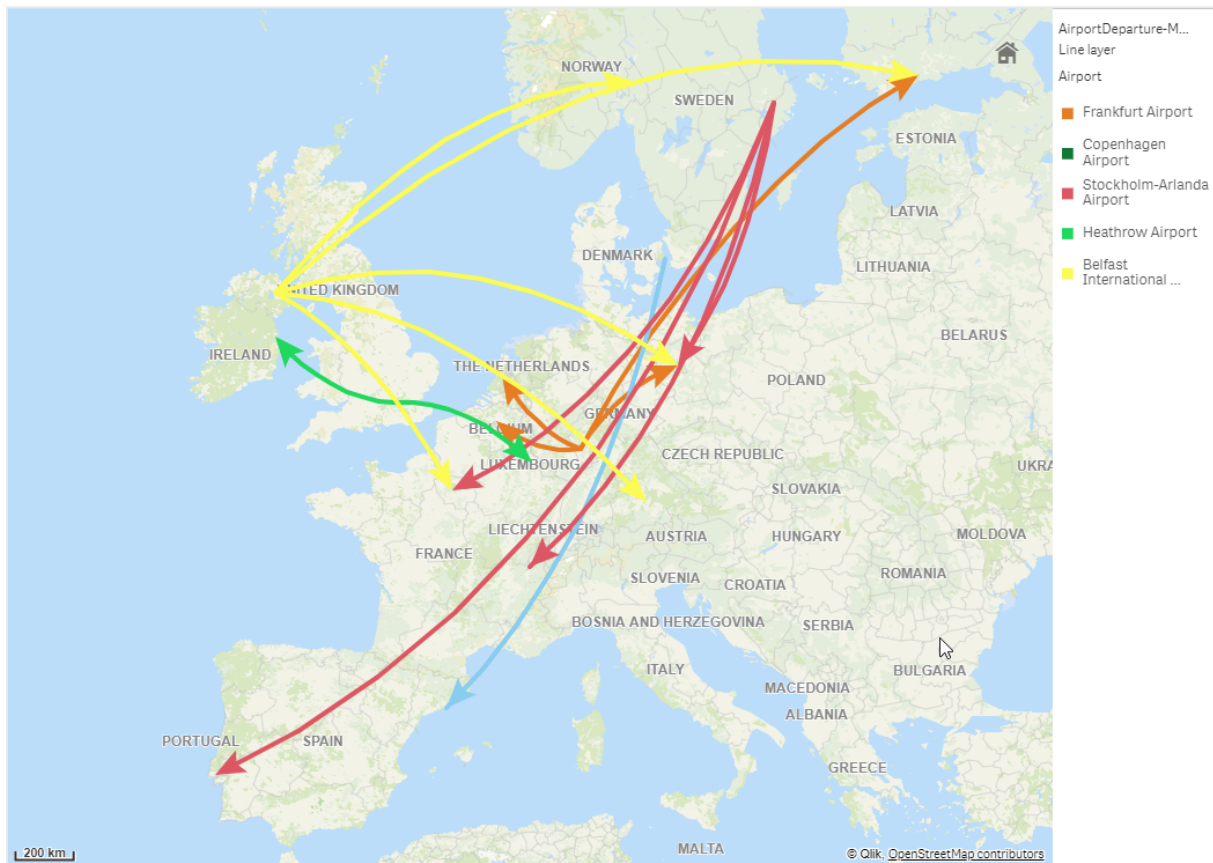 AirportDeparture-M...
Line layer
Airport
Frankfurt Airport
Copenhagen
Airport
Stockholm-Arlanda
Airport
Heathrow Airport
Belfast
International ...
NORWAY
SWEDEN
ESTONIA
LATVIA
DENMARK
LITHUANIA
UNITED KINGDOM
BELARUS
IRELAND
THE NETHERLANDS
POLAND
GERMANY
BELGIUM
CZECH REPUBLIC
LUXEMBOURG
UKRA
SLOVAKIA
LIECHTENSTEIN
AUSTRIA
HUNGARY
MOLDOVA
FRANCE
SLOVENIA
CROATIA
ROMANIA
BOSNIA AND HERZEGOVINA
SERBIA
ITALY
BULGARIA
MACEDONIA
ALBANIA
PORTUGAL
SPAIN
GREECE
MALTA
200 km
© Qlik, OpenStreetMap contributors